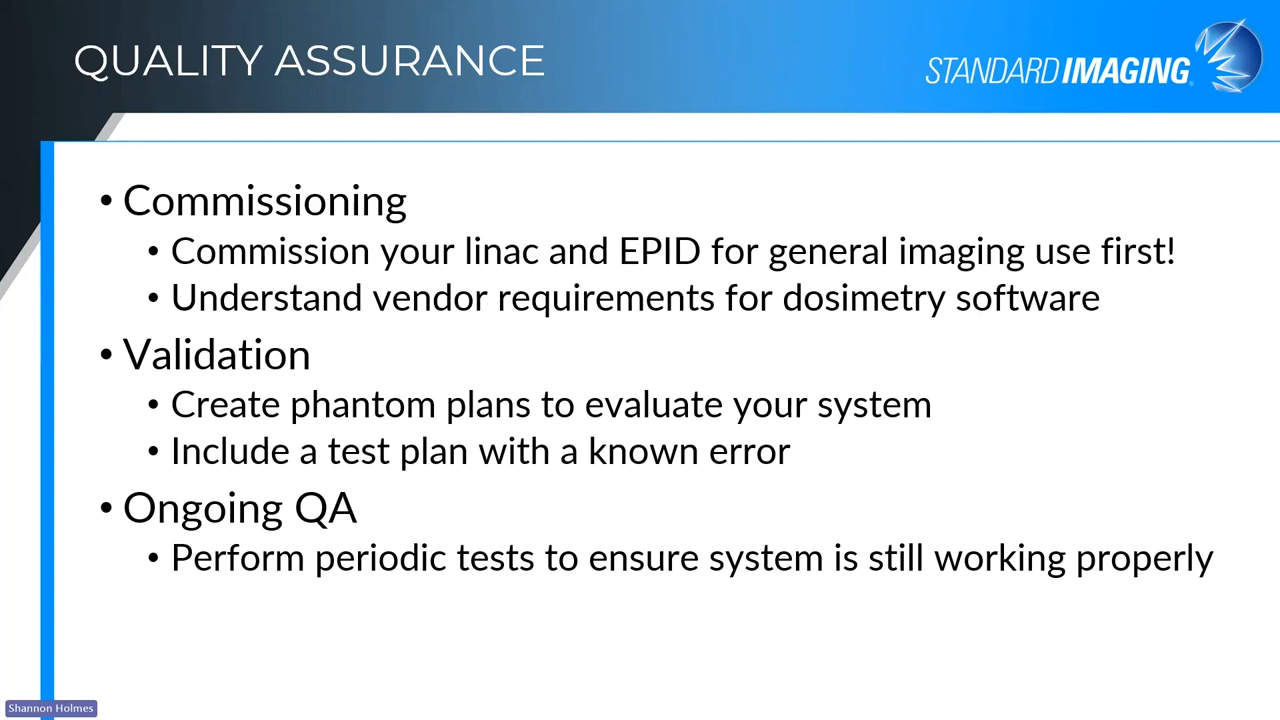 QUALITY ASSURANCE
STANDARD IMAGING
• Commissioning
• Commission your linac and EPID for general imaging use first!
• Understand vendor requirements for dosimetry software
• Validation
• Create phantom plans to evaluate your system
• Include a test plan with a known error
• Ongoing QA
• Perform periodic tests to ensure system is still working properly
Shannon Holmes